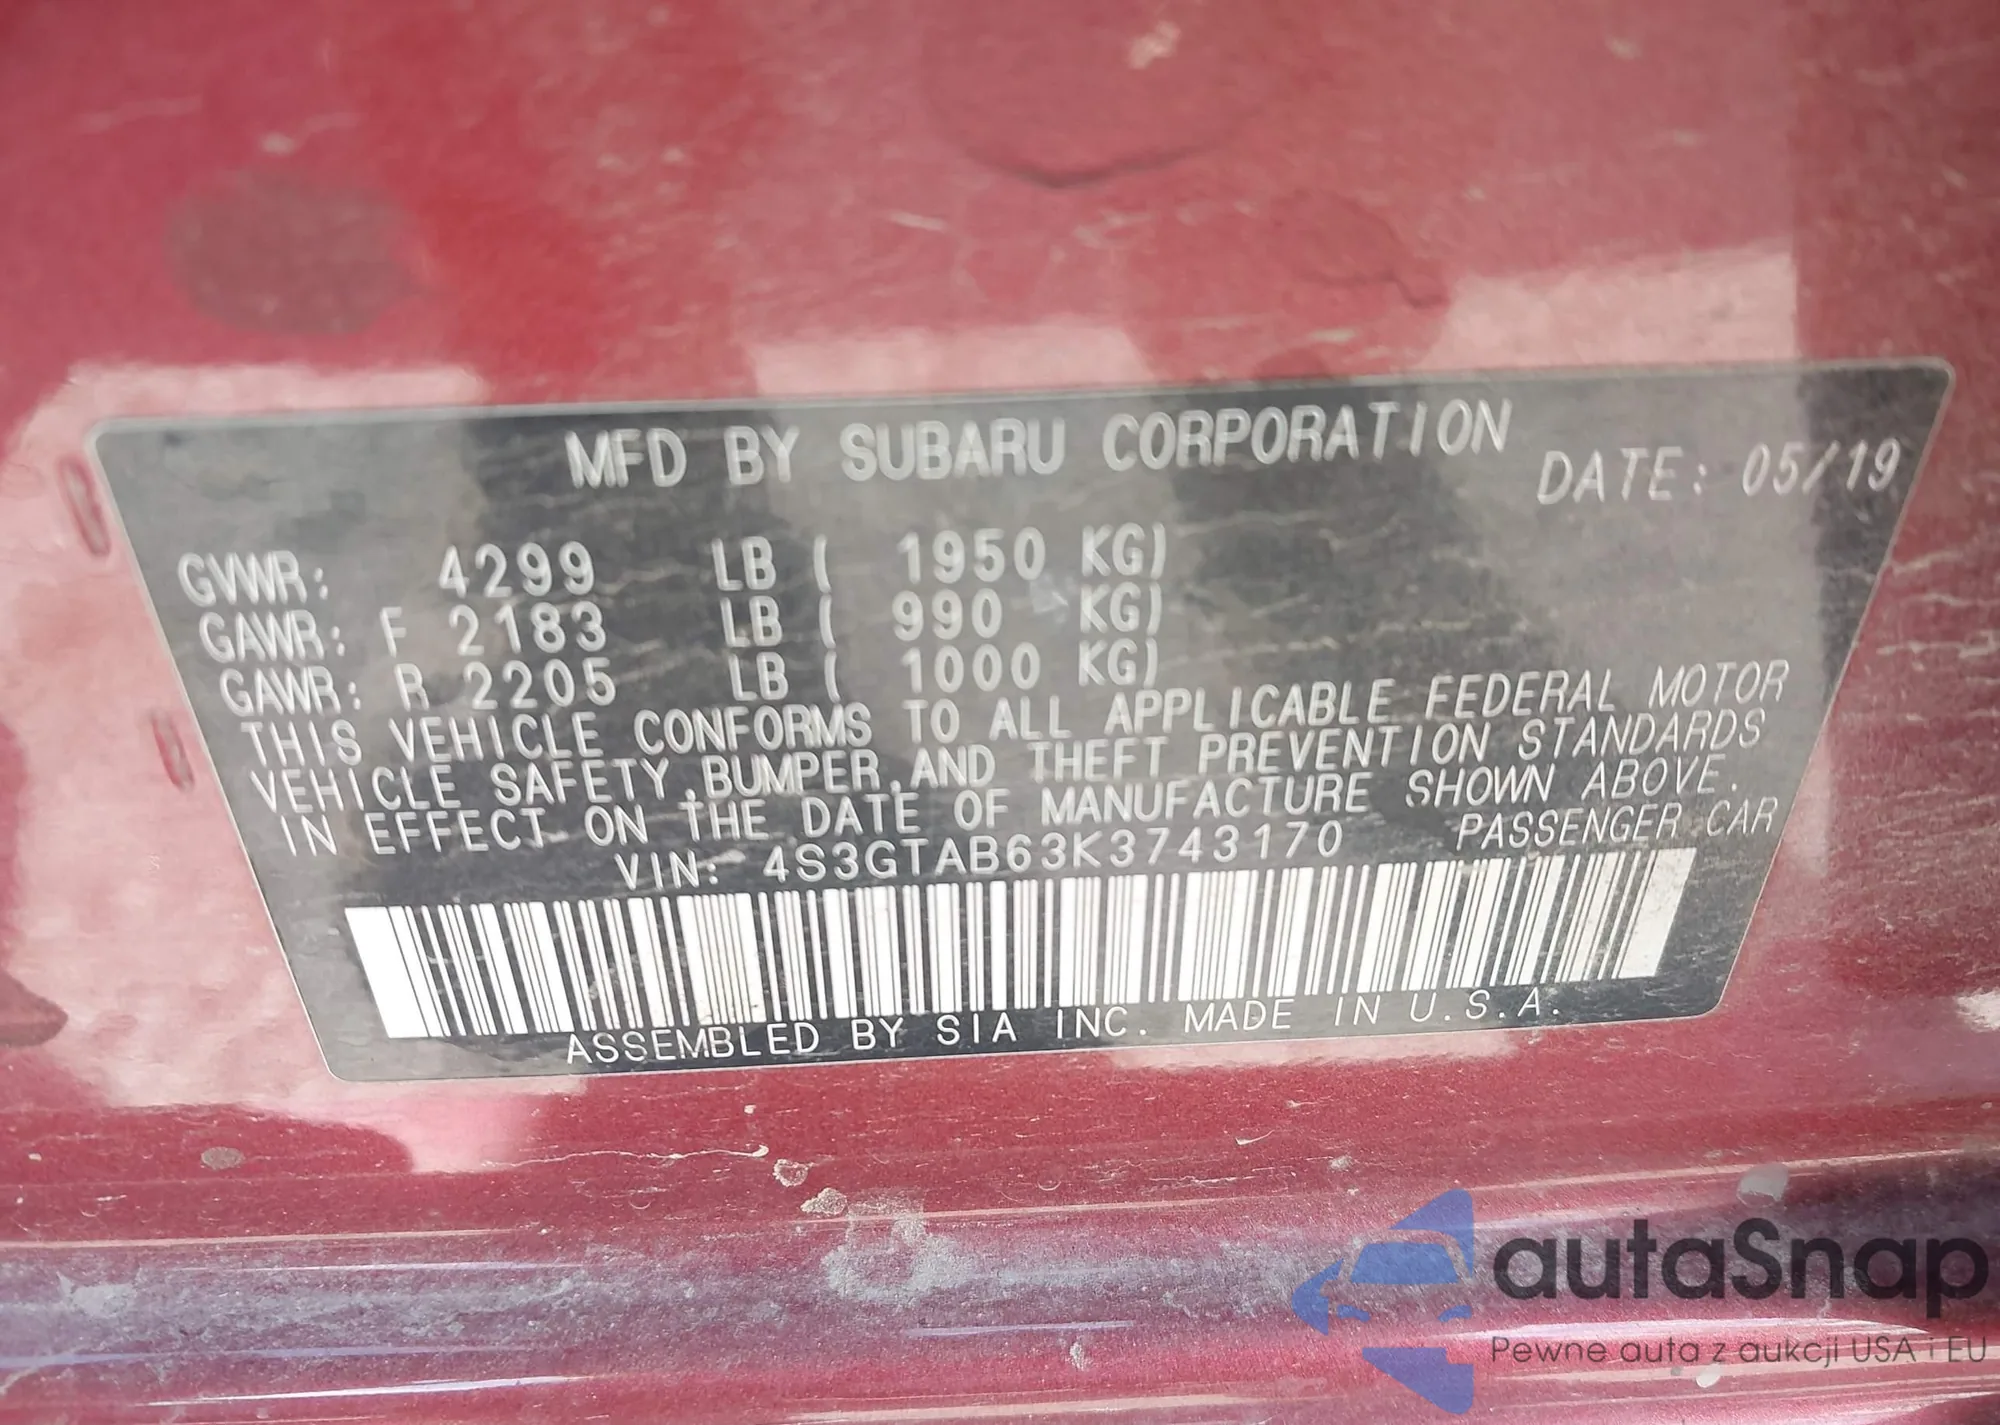 MFD BY SUBARU CORPORATION
DATE: 05/19
GVWR: 4299 LB ( 1950 KG)
GAWR: F 2183 LB ( 990 KG)
GAWR: R 2205 LB ( 1000 KG)
THIS VEHICLE CONFORMS TO ALL APPLICABLE FEDERAL MOTOR
VEHICLE SAFETY,BUMPER,AND THEFT PREVENTION STANDARDS
IN EFFECT ON THE DATE OF MANUFACTURE SHOWN ABOVE.
VIN: 4S3GTAB63K3743170 PASSENGER CAR
ASSEMBLED BY SIA INC. MADE IN U.S.A.
autaSnap
Pewne auta z aukcji USA i EU